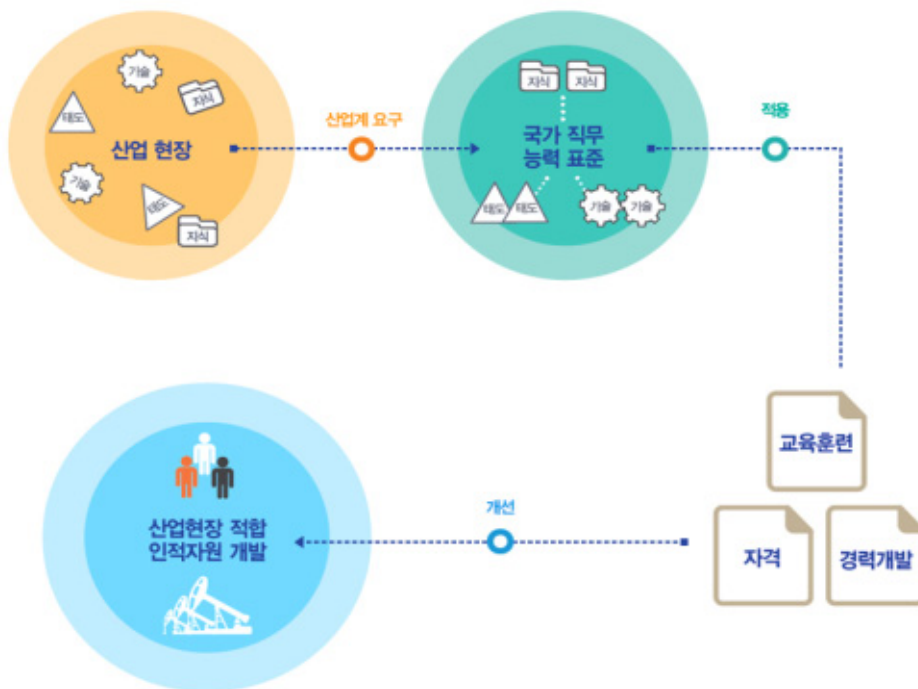 기술
지식
태도
산업 현장
기술
태도
지식
산업계 요구
지식 지식
국가 직무
능력 표준
태도 태도
기술 기술
적용
교육훈련
자격
경력개발
개선
산업현장 적합
인적자원 개발